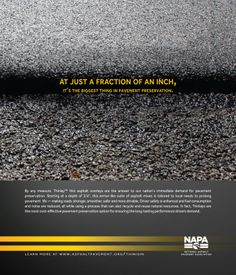 AT JUST A FRACTION OF AN INCH,
IT'S THE BIGGEST THING IN PAVEMENT PRESERVATION.
By any measure, Thinlay™ thin asphalt overlays are the answer to our nation's immediate demand for pavement
preservation. Starting at a depth of 5/8", this armor-like suite of asphalt mixes is tailored to local needs to prolong
pavement life — making roads stronger, smoother, safer and more drivable. Driver safety is enhanced and fuel consumption
and noise are reduced, all while using a process that can also recycle and reuse natural resources. In fact, Thinlays are
the most cost-effective pavement preservation option for ensuring the long-lasting performance drivers demand.
NAPA
NATIONAL ASPHALT
PAVEMENT ASSOCIATION
LEARN MORE AT WWW.ASPHALTPAVEMENT.ORG/THINISIN